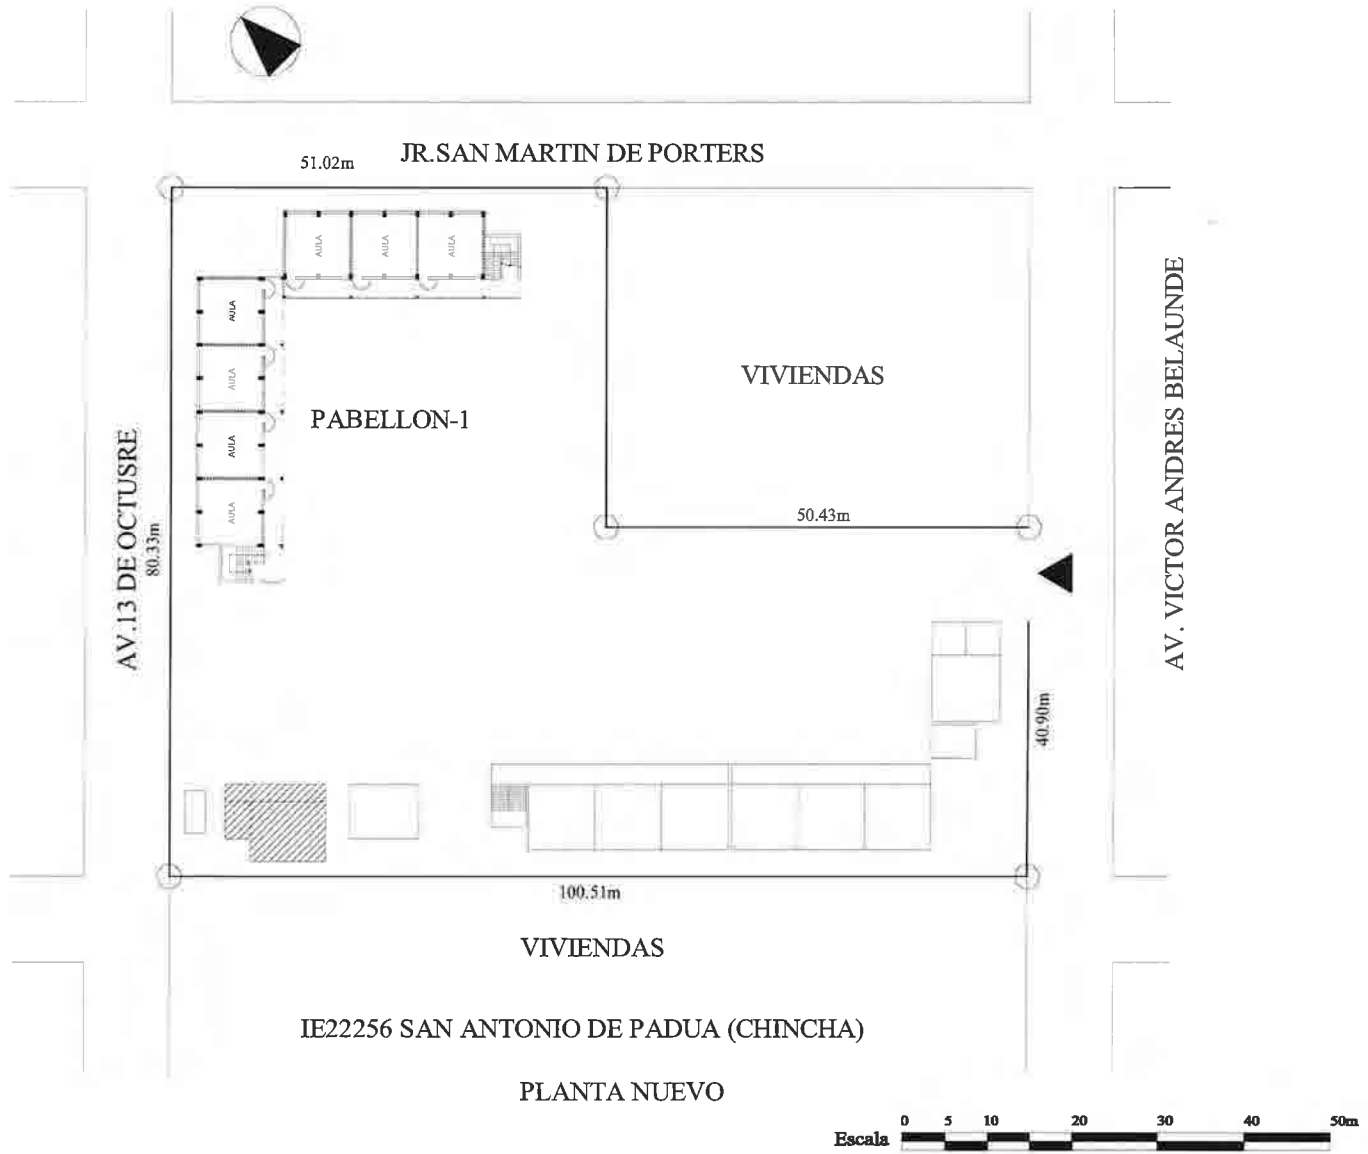 JR.SAN MARTIN DE PORTERS
51.02m
AULA
AULA
AULA
AULA
AULA
AULA
AULA
PABELLON-1
VIVIENDAS
50.43m
AV.13 DE OCTUSRE
80.33m
AV. VICTOR ANDRES BELAUNDE
40.90m
100.51m
VIVIENDAS
IE22256 SAN ANTONIO DE PADUA (CHINCHA)
PLANTA NUEVO
Escala 0 5 10 20 30 40 50m